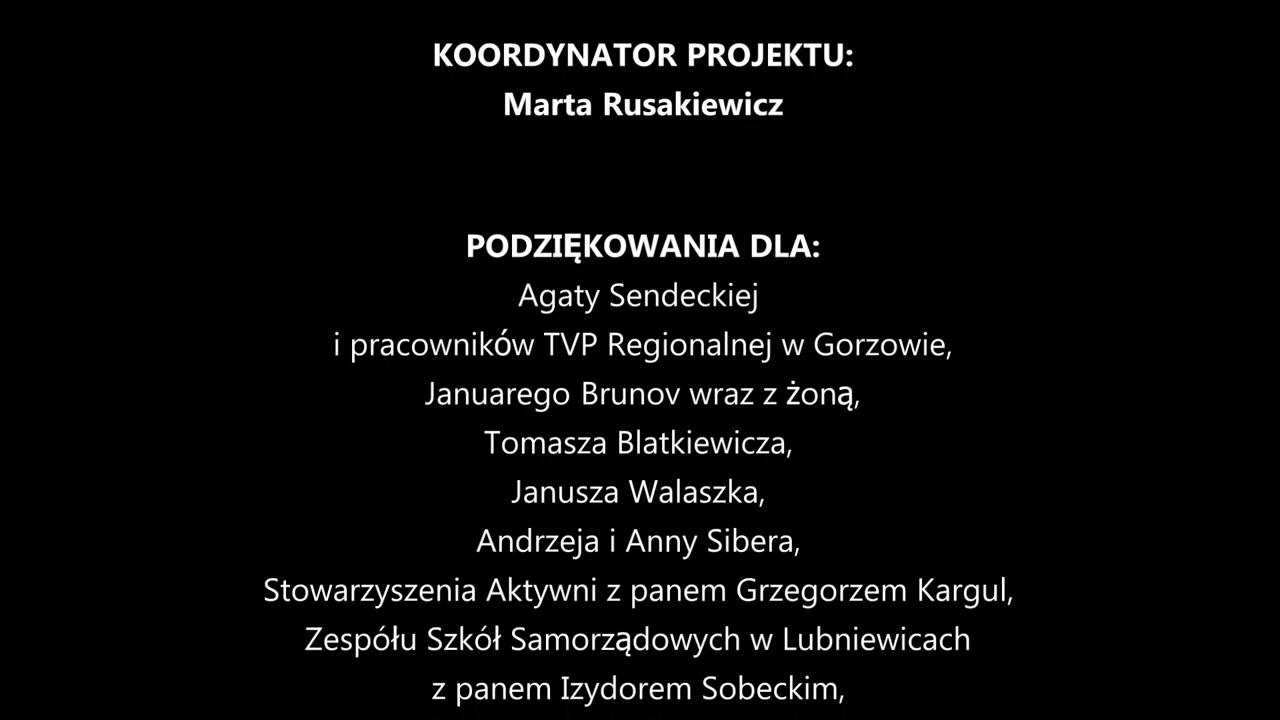 KOORDYNATOR PROJEKTU:
Marta Rusakiewicz
PODZIĘKOWANIA DLA:
Agaty Sendeckiej
i pracowników TVP Regionalnej w Gorzowie,
Januarego Brunov wraz z żoną,
Tomasza Blatkiewicza,
Janusza Walaszka,
Andrzeja i Anny Sibera,
Stowarzyszenia Aktywni z panem Grzegorzem Kargul,
Zespółu Szkół Samorządowych w Lubniewicach
z panem Izydorem Sobeckim,